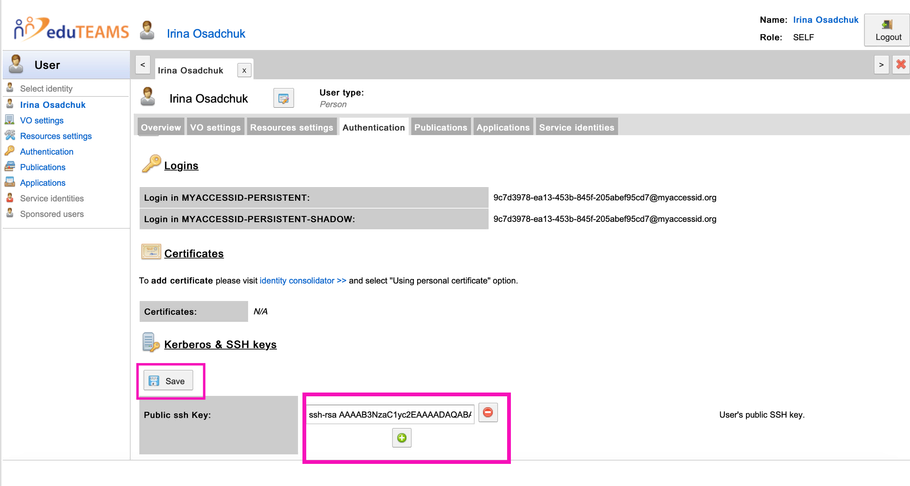 eduTEAMS
Irina Osadchuk
Name: Irina Osadchuk
Role: SELF
Logout
User
Select identity
Irina Osadchuk
VO settings
Resources settings
Authentication
Publications
Applications
Service identities
Sponsored users
< Irina Osadchuk x >
Irina Osadchuk
User type:
Person
Overview VO settings Resources settings Authentication Publications Applications Service identities
Logins
Login in MYACCESSID-PERSISTENT: 9c7d3978-ea13-453b-845f-205abef95cd7@myaccessid.org
Login in MYACCESSID-PERSISTENT-SHADOW: 9c7d3978-ea13-453b-845f-205abef95cd7@myaccessid.org
Certificates
To add certificate please visit identity consolidator >> and select "Using personal certificate" option.
Certificates: N/A
Kerberos & SSH keys
Save
Public ssh Key: ssh-rsa AAAAB3NzaC1yc2EAAAADAQABA User's public SSH key.